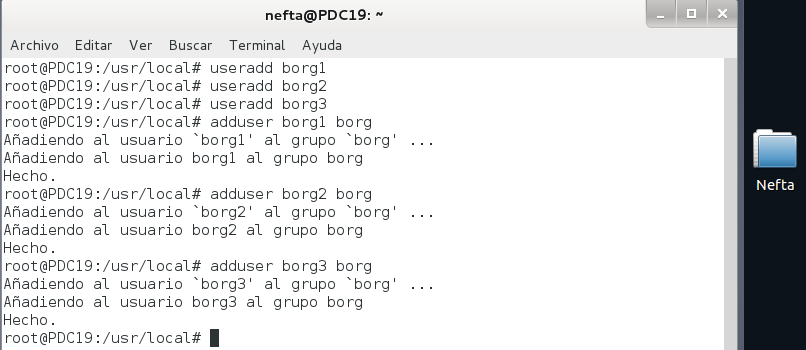 nefta@PDC19: ~
Archivo Editar Ver Buscar Terminal Ayuda
root@PDC19:/usr/local# useradd borg1
root@PDC19:/usr/local# useradd borg2
root@PDC19:/usr/local# useradd borg3
root@PDC19:/usr/local# adduser borg1 borg
Añadiendo al usuario `borg1' al grupo `borg' ...
Añadiendo al usuario borg1 al grupo borg
Hecho.
root@PDC19:/usr/local# adduser borg2 borg
Añadiendo al usuario `borg2' al grupo `borg' ...
Añadiendo al usuario borg2 al grupo borg
Hecho.
root@PDC19:/usr/local# adduser borg3 borg
Añadiendo al usuario `borg3' al grupo `borg' ...
Añadiendo al usuario borg3 al grupo borg
Hecho.
root@PDC19:/usr/local#
Nefta